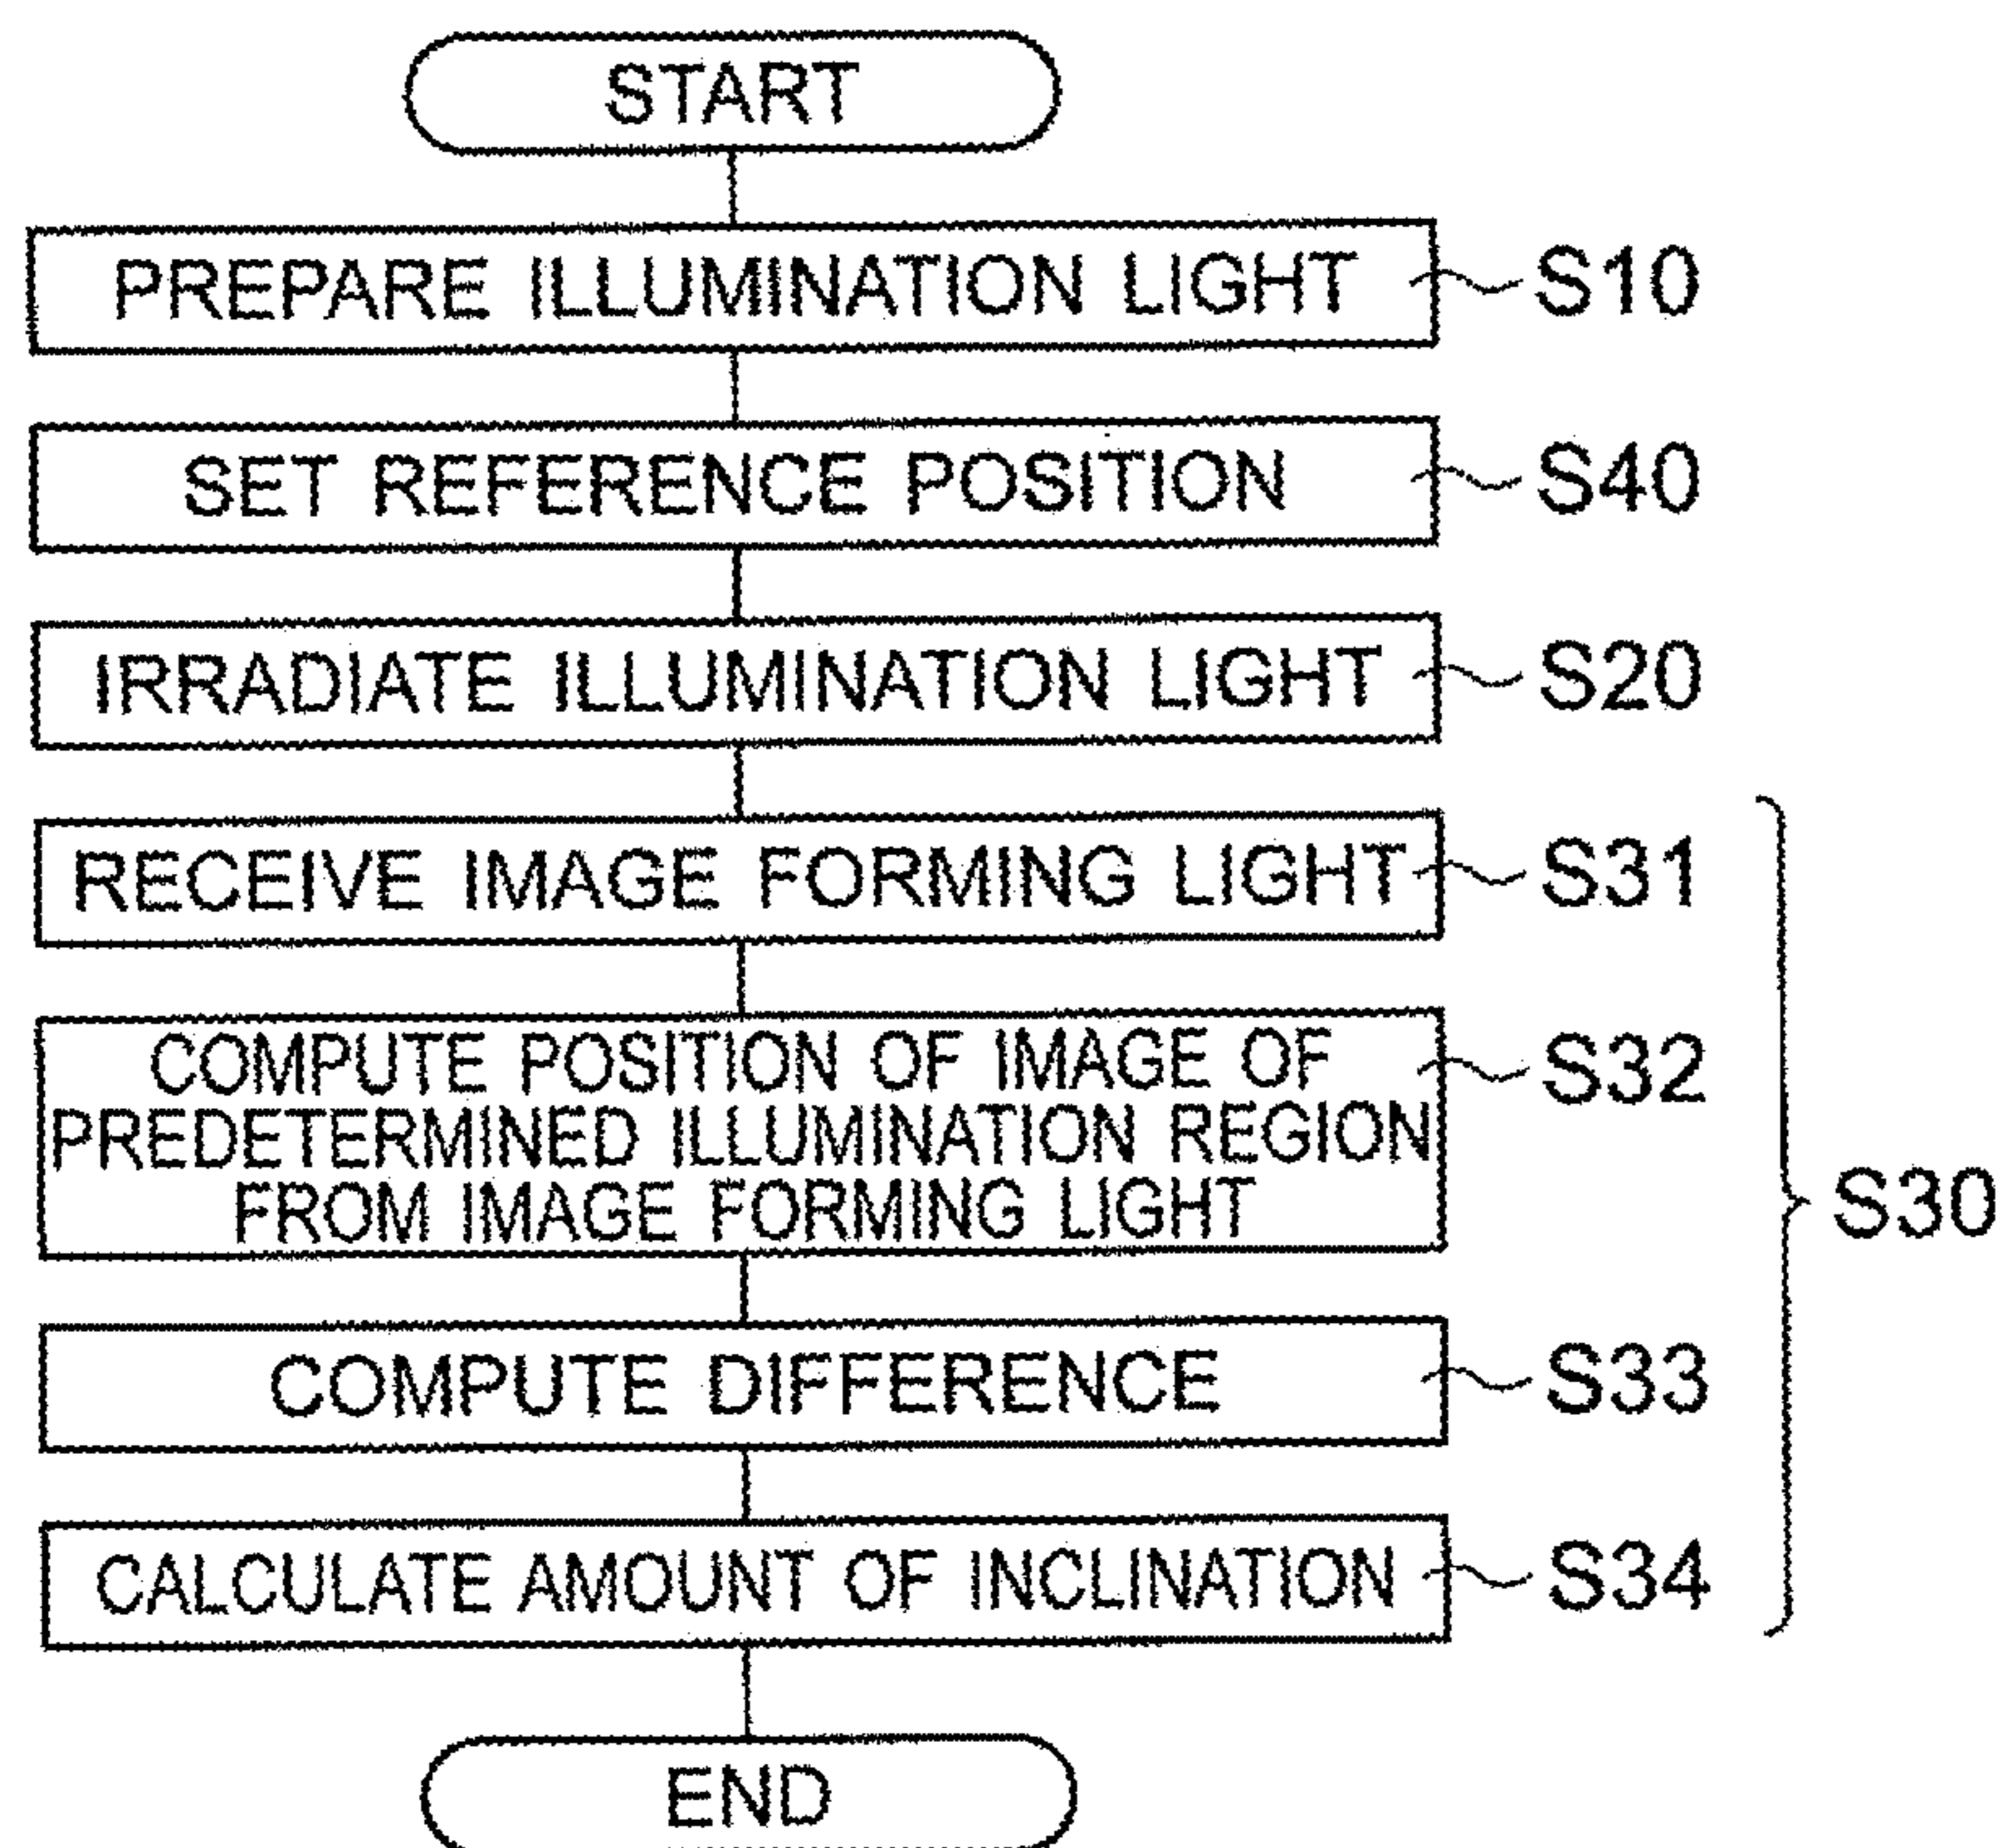 START
PREPARE ILLUMINATION LIGHT
S10
SET REFERENCE POSITION
S40
IRRADIATE ILLUMINATION LIGHT
S20
RECEIVE IMAGE FORMING LIGHT
S31
COMPUTE POSITION OF IMAGE OF
PREDETERMINED ILLUMINATION REGION
FROM IMAGE FORMING LIGHT
S32
COMPUTE DIFFERENCE
S33
CALCULATE AMOUNT OF INCLINATION
S34
S30
END